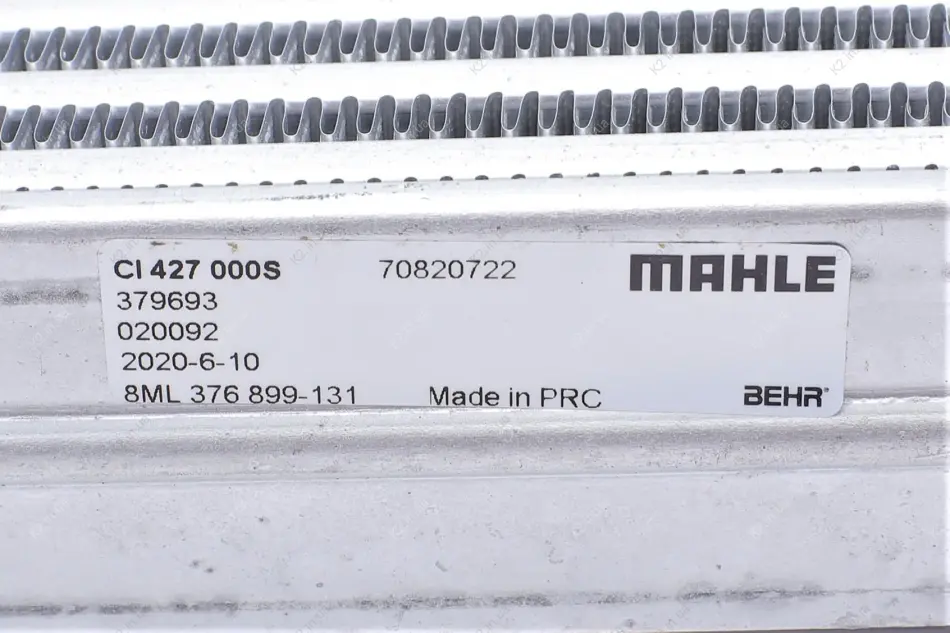 CI 427 000S 70820722 MAHLE
379693
020092
2020-6-10
8ML 376 899-131 Made in PRC BEHR®